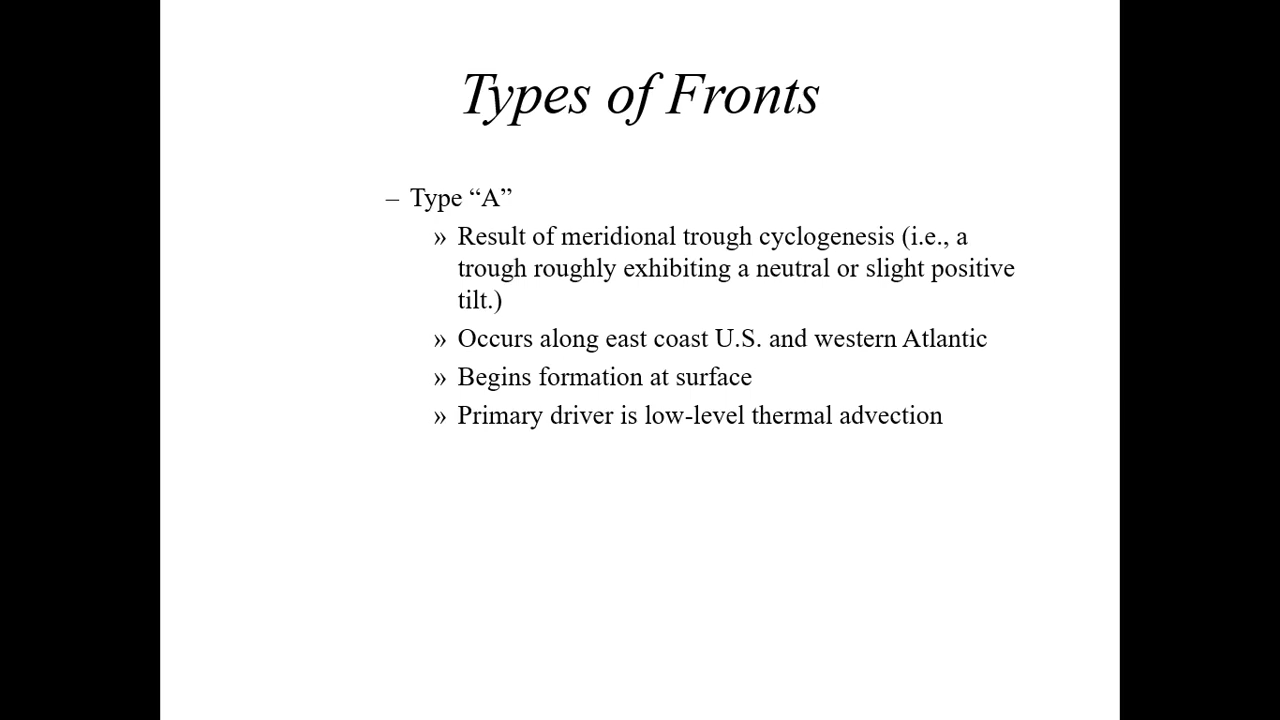 Types of Fronts
– Type “A”
» Result of meridional trough cyclogenesis (i.e., a
trough roughly exhibiting a neutral or slight positive
tilt.)
» Occurs along east coast U.S. and western Atlantic
» Begins formation at surface
» Primary driver is low-level thermal advection